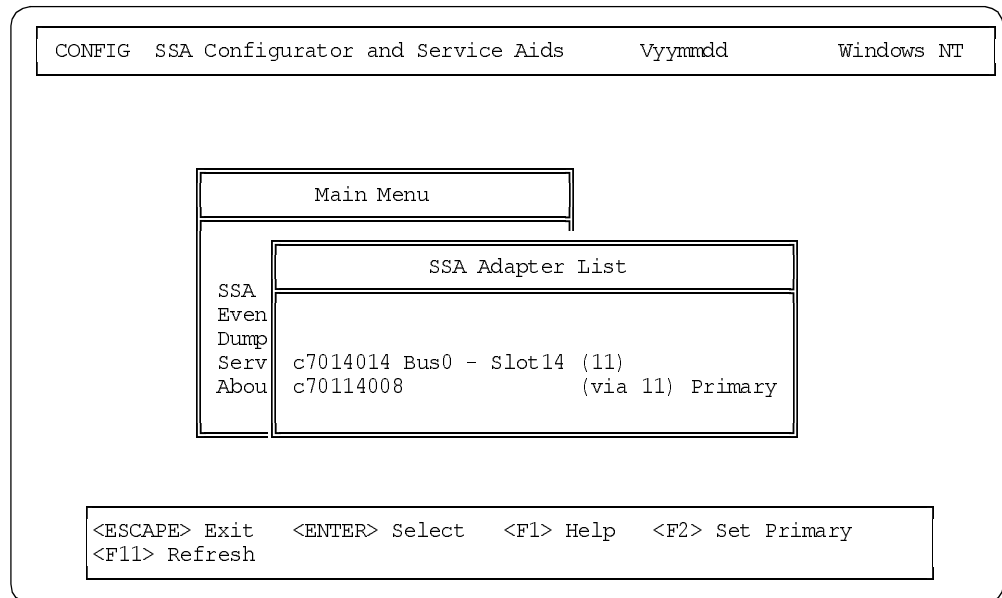 CONFIG SSA Configurator and Service Aids Vyymmdd Windows NT
Main Menu
SSA Adapter List
SSA
Even
Dump
Serv c7014014 Bus0 - Slot14 (11)
Abou c70114008 (via 11) Primary
<ESCAPE> Exit <ENTER> Select <F1> Help <F2> Set Primary
<F11> Refresh